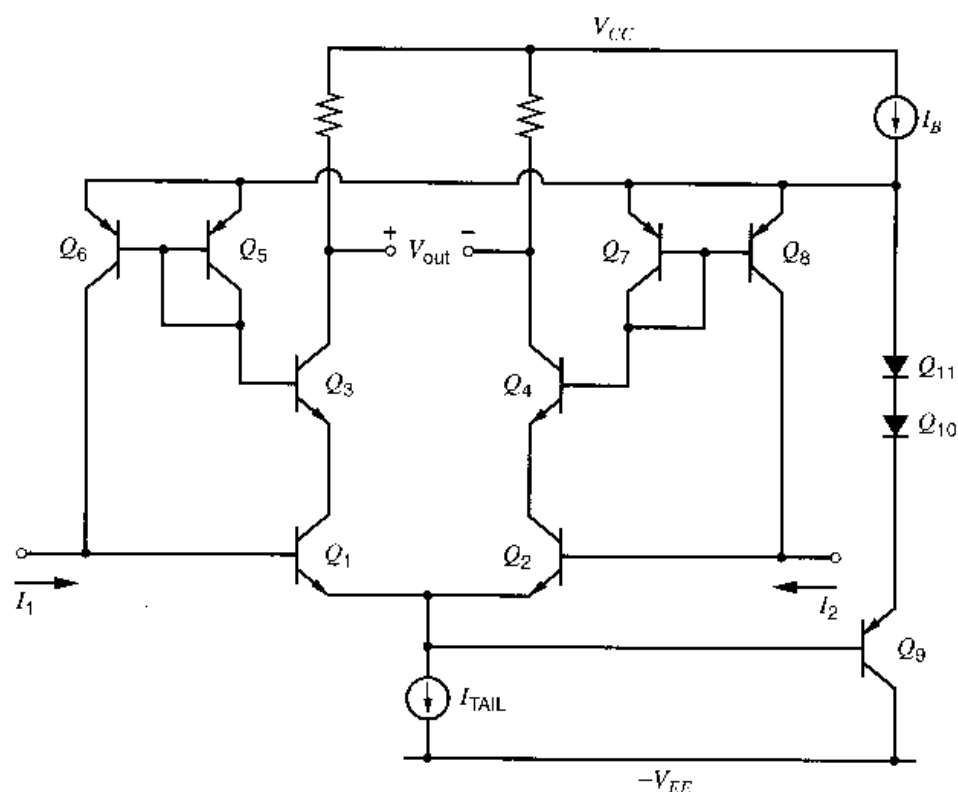 V_CC
I_B
Q_6
Q_5
+
V_out
−
Q_7
Q_8
Q_11
Q_3
Q_4
Q_10
Q_1
Q_2
I_1
I_2
Q_9
I_TAIL
−V_EE